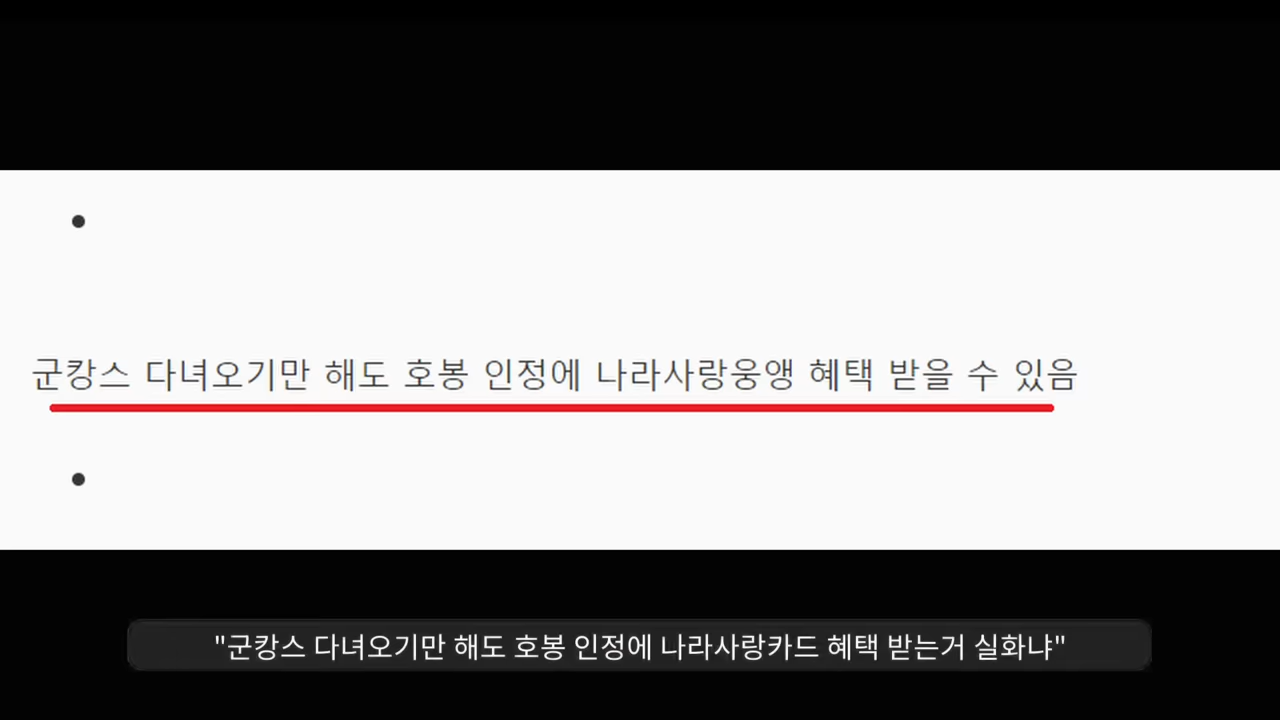 군캉스 다녀오기만 해도 호봉 인정에 나라사랑웅앵 혜택 받을 수 있음
"군캉스 다녀오기만 해도 호봉 인정에 나라사랑카드 혜택 받는거 실화냐"